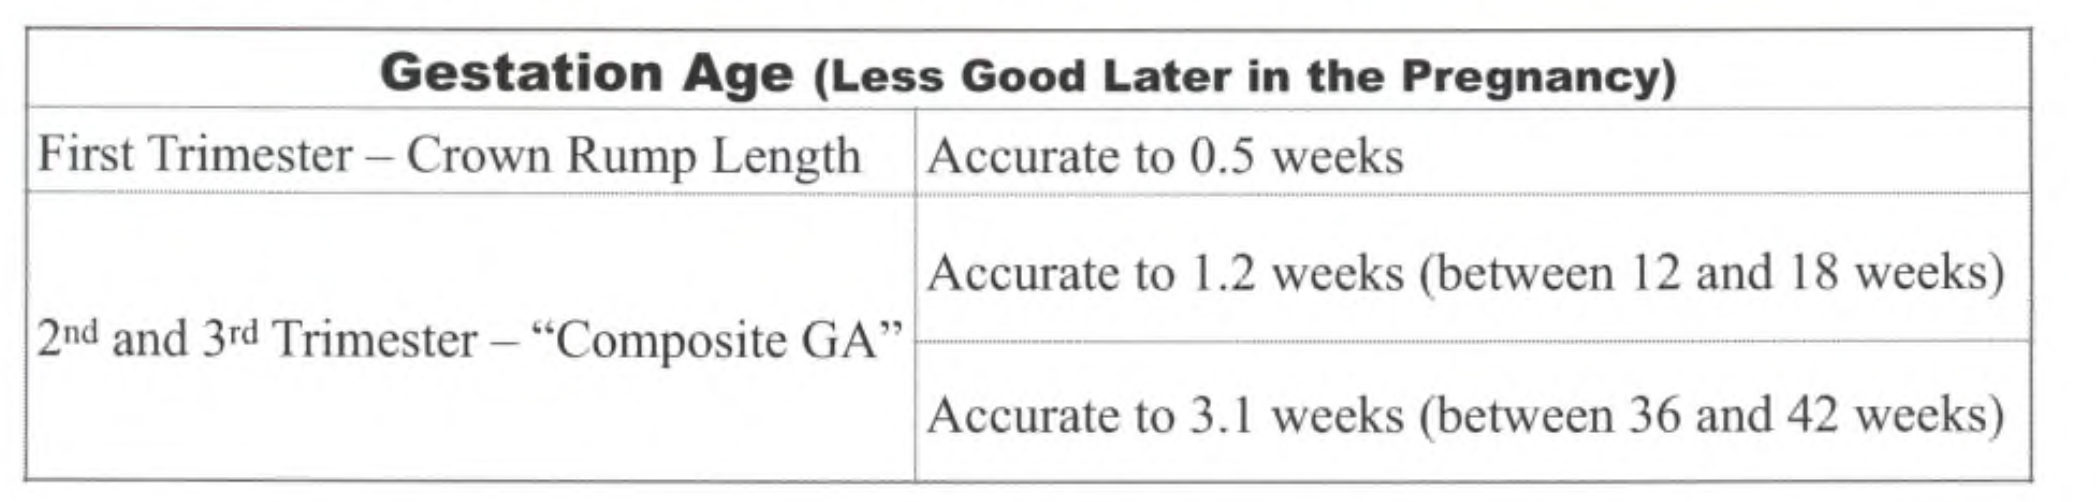 Gestation Age (Less Good Later in the Pregnancy)
First Trimester – Crown Rump Length
Accurate to 0.5 weeks
2nd and 3rd Trimester – “Composite GA”
Accurate to 1.2 weeks (between 12 and 18 weeks)
Accurate to 3.1 weeks (between 36 and 42 weeks)